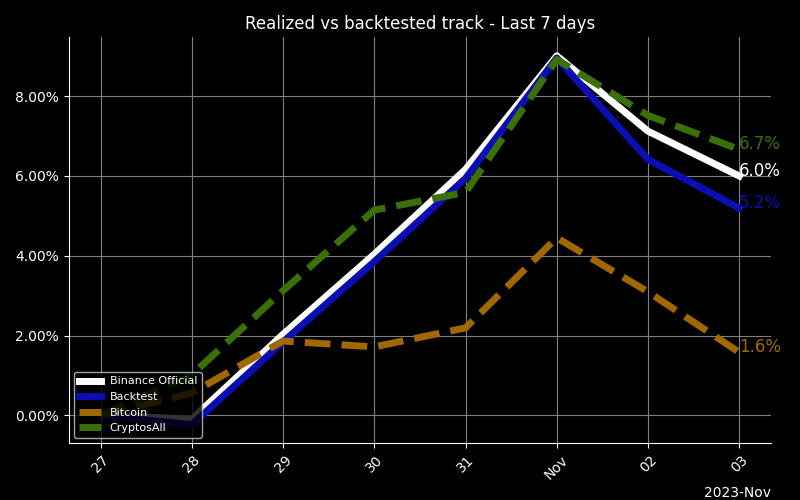 Realized vs backtested track - Last 7 days
8.00%
6.00%
4.00%
2.00%
0.00%
6.7%
6.0%
5.2%
1.6%
Binance Official
Backtest
Bitcoin
CryptosAll
27
28
29
30
31
Nov
02
03
2023-Nov